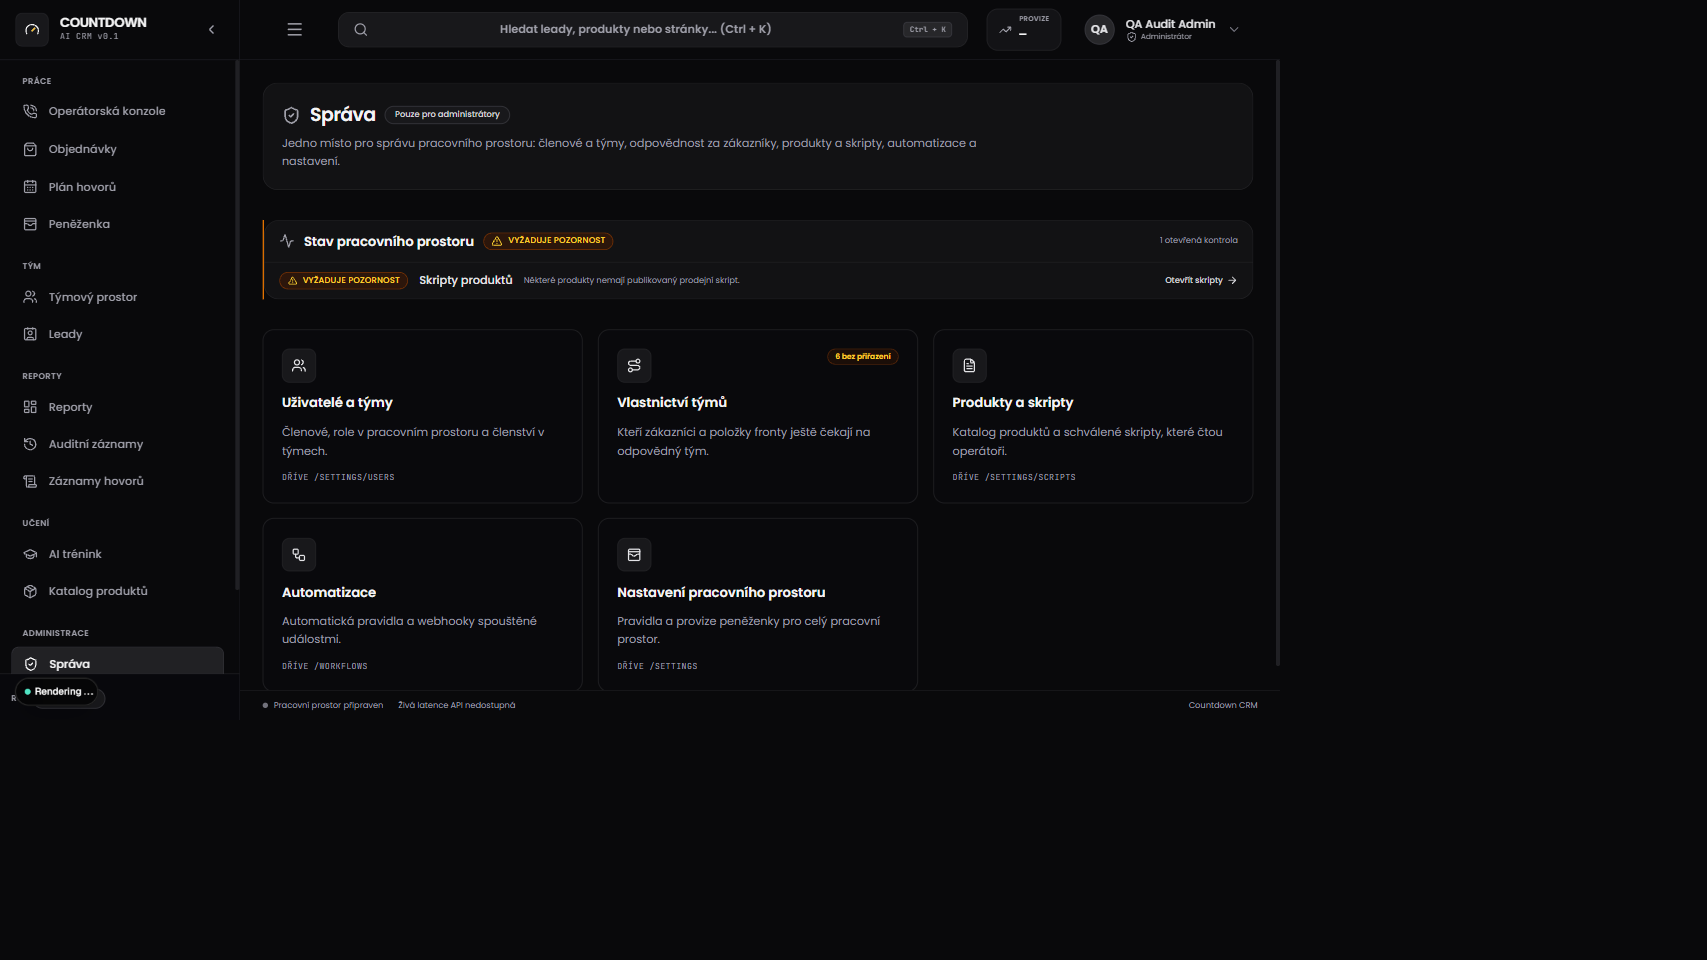 COUNTDOWN
AI CRM v0.1
Hledat leady, produkty nebo stránky... (Ctrl + K)
Ctrl + K
PROVIZE
–
QA
QA Audit Admin
Administrátor
PRÁCE
Operátorská konzole
Objednávky
Plán hovorů
Peněženka
TÝM
Týmový prostor
Leady
REPORTY
Reporty
Auditní záznamy
Záznamy hovorů
UČENÍ
AI trénink
Katalog produktů
ADMINISTRACE
Správa
Rendering ...
Správa
Pouze pro administrátory
Jedno místo pro správu pracovního prostoru: členové a týmy, odpovědnost za zákazníky, produkty a skripty, automatizace a
nastavení.
Stav pracovního prostoru
VYŽADUJE POZORNOST
1 otevřená kontrola
VYŽADUJE POZORNOST
Skripty produktů
Některé produkty nemají publikovaný prodejní skript.
Otevřít skripty →
Uživatelé a týmy
Členové, role v pracovním prostoru a členství v
týmech.
DŘÍVE /SETTINGS/USERS
6 bez přiřazení
Vlastnictví týmů
Kteří zákazníci a položky fronty ještě čekají na
odpovědný tým.
Produkty a skripty
Katalog produktů a schválené skripty, které čtou
operátoři.
DŘÍVE /SETTINGS/SCRIPTS
Automatizace
Automatická pravidla a webhooky spouštěné
událostmi.
DŘÍVE /WORKFLOWS
Nastavení pracovního prostoru
Pravidla a provize peněženky pro celý pracovní
prostor.
DŘÍVE /SETTINGS
Pracovní prostor připraven
Živá latence API nedostupná
Countdown CRM